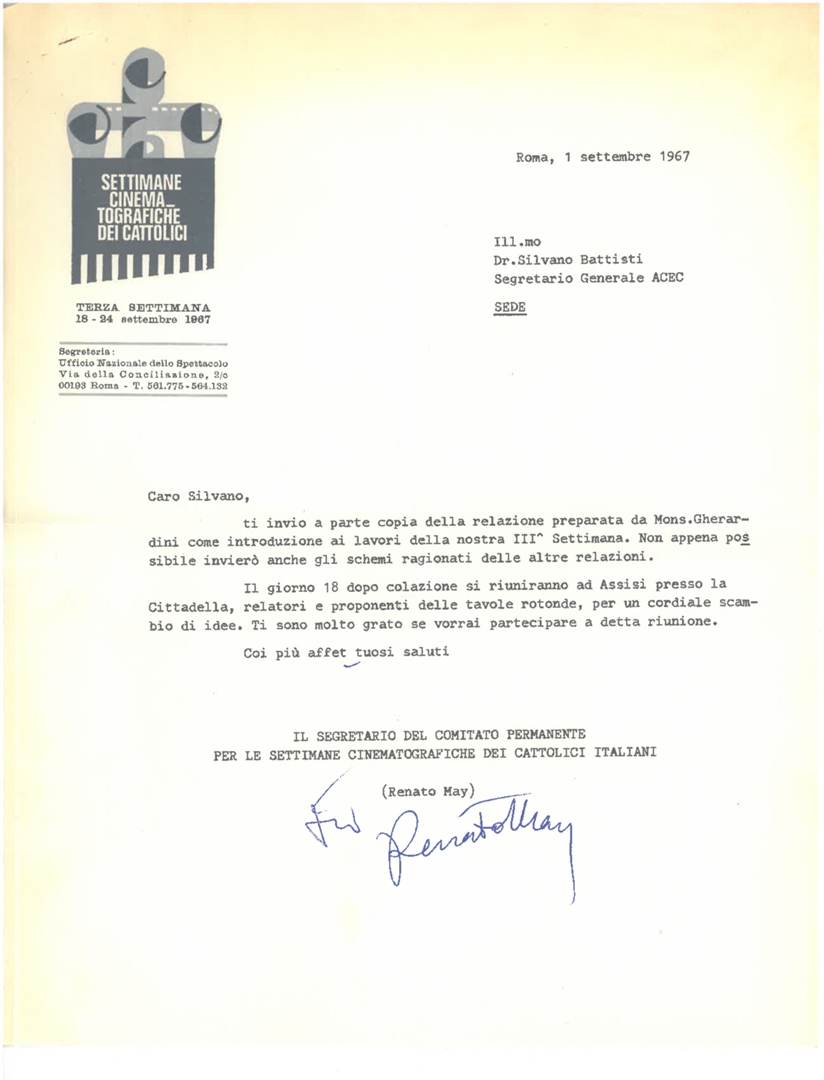 SETTIMANE
CINEMA_
TOGRAFICHE
DEI CATTOLICI
TERZA SETTIMANA
18 - 24 settembre 1967
Segreteria:
Ufficio Nazionale dello Spettacolo
Via della Conciliazione, 2/c
00193 Roma - T. 561.775 - 564.132
Roma, 1 settembre 1967
Ill.mo
Dr.Silvano Battisti
Segretario Generale ACEC
SEDE
Caro Silvano,
ti invio a parte copia della relazione preparata da Mons.Gherar-
dini come introduzione ai lavori della nostra III^ Settimana. Non appena pos
sibile invierò anche gli schemi ragionati delle altre relazioni.
Il giorno 18 dopo colazione si riuniranno ad Assisi presso la
Cittadella, relatori e proponenti delle tavole rotonde, per un cordiale scam-
bio di idee. Ti sono molto grato se vorrai partecipare a detta riunione.
Coi più affet tuosi saluti
IL SEGRETARIO DEL COMITATO PERMANENTE
PER LE SETTIMANE CINEMATOGRAFICHE DEI CATTOLICI ITALIANI
(Renato May)
Renato May